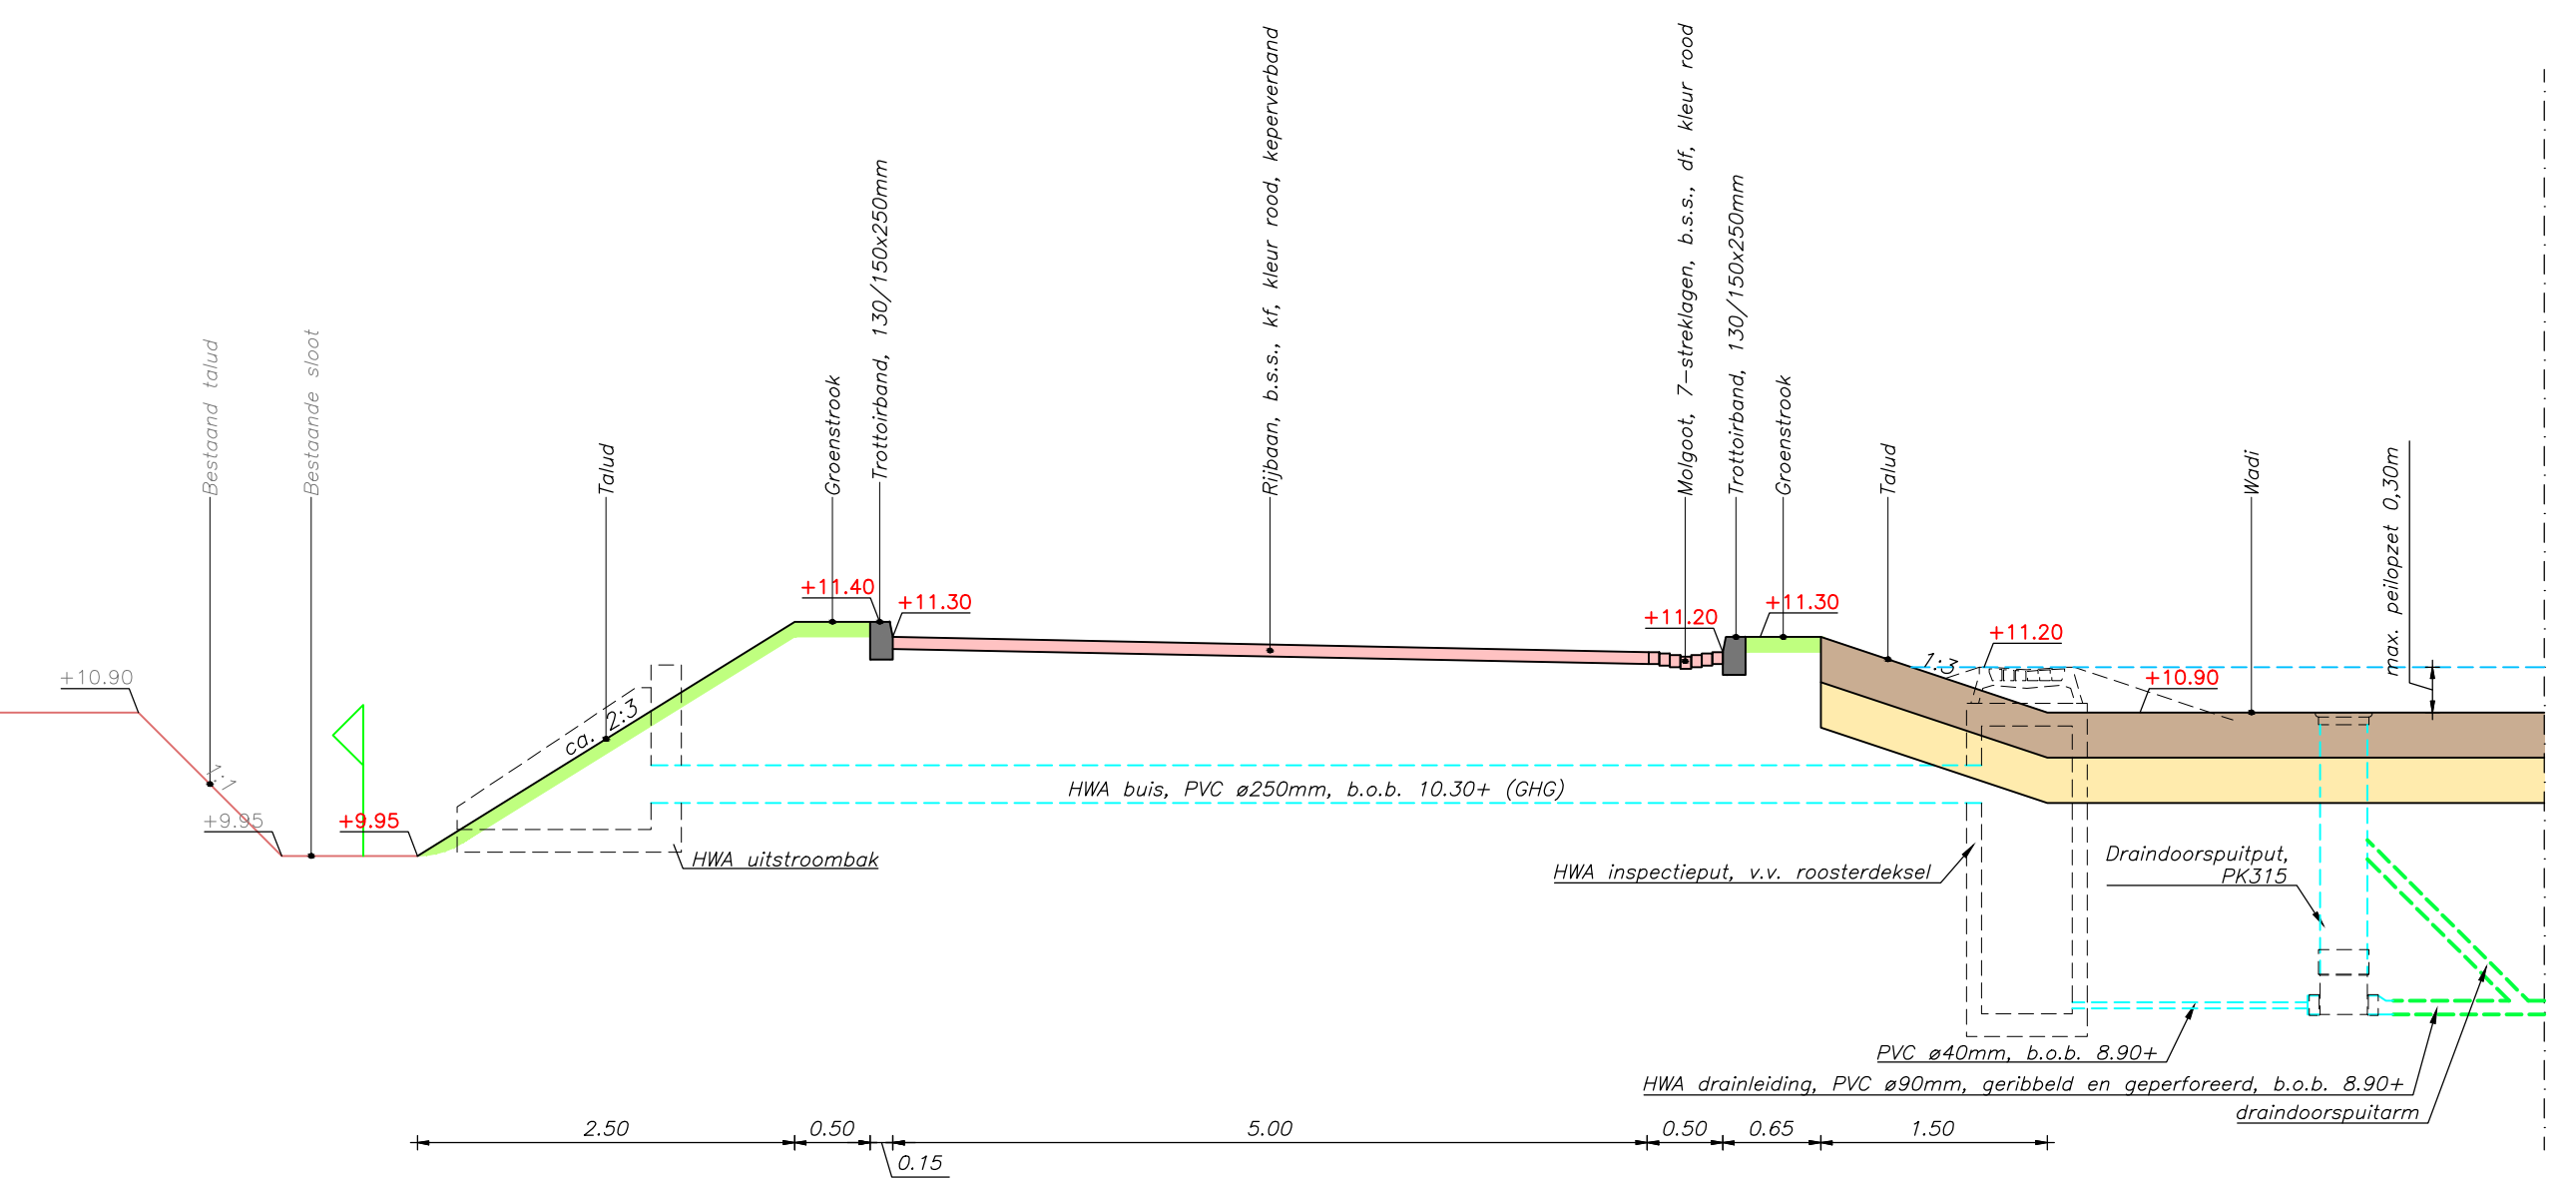 Bestaand talud
Bestaande sloot
Talud
Groenstrook
Trottoirband, 130/150x250mm
Rijbaan, b.s.s., kf, kleur rood, keperverband
Molgoot, 7-streklagen, b.s.s., df, kleur rood
Trottoirband, 130/150x250mm
Groenstrook
Talud
Wadi
max. peilopzet 0,30m
+11.40
+11.30
+11.20
+11.30
+11.20
+10.90
+10.90
1:3
ca. 2:3
1:1
+9.95
+9.95
HWA buis, PVC ø250mm, b.o.b. 10.30+ (GHG)
HWA uitstroombak
HWA inspectieput, v.v. roosterdeksel
Draindoorspuitput,
PK315
PVC ø40mm, b.o.b. 8.90+
HWA drainleiding, PVC ø90mm, geribbeld en geperforeerd, b.o.b. 8.90+
draindoorspuitarm
2.50
0.50
0.15
5.00
0.50
0.65
1.50